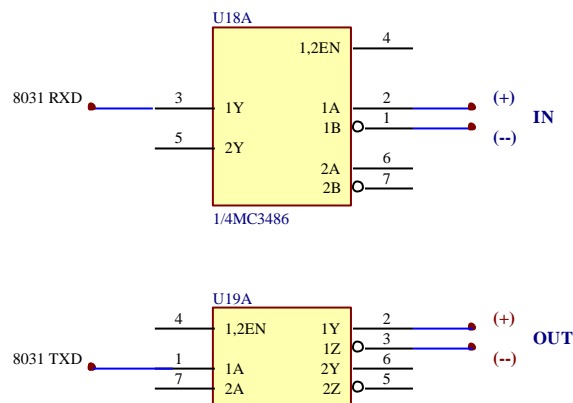 U18A
4
1,2EN
8031 RXD
3
1Y
1A
2
(+)
1B
1
IN
5
2Y
(--)
2A
6
2B
7
1/4MC3486
U19A
4
1,2EN
1Y
2
(+)
1Z
3
OUT
8031 TXD
1
1A
2Y
6
(--)
7
2A
2Z
5